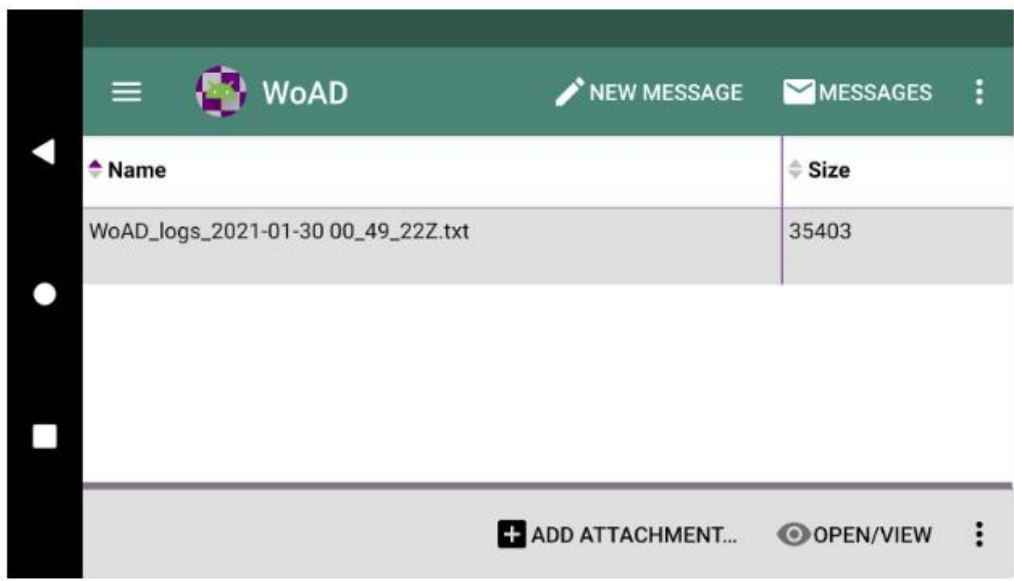 WoAD NEW MESSAGE MESSAGES
Name Size
WoAD_logs_2021-01-30 00_49_22Z.txt 35403
ADD ATTACHMENT... OPEN/VIEW